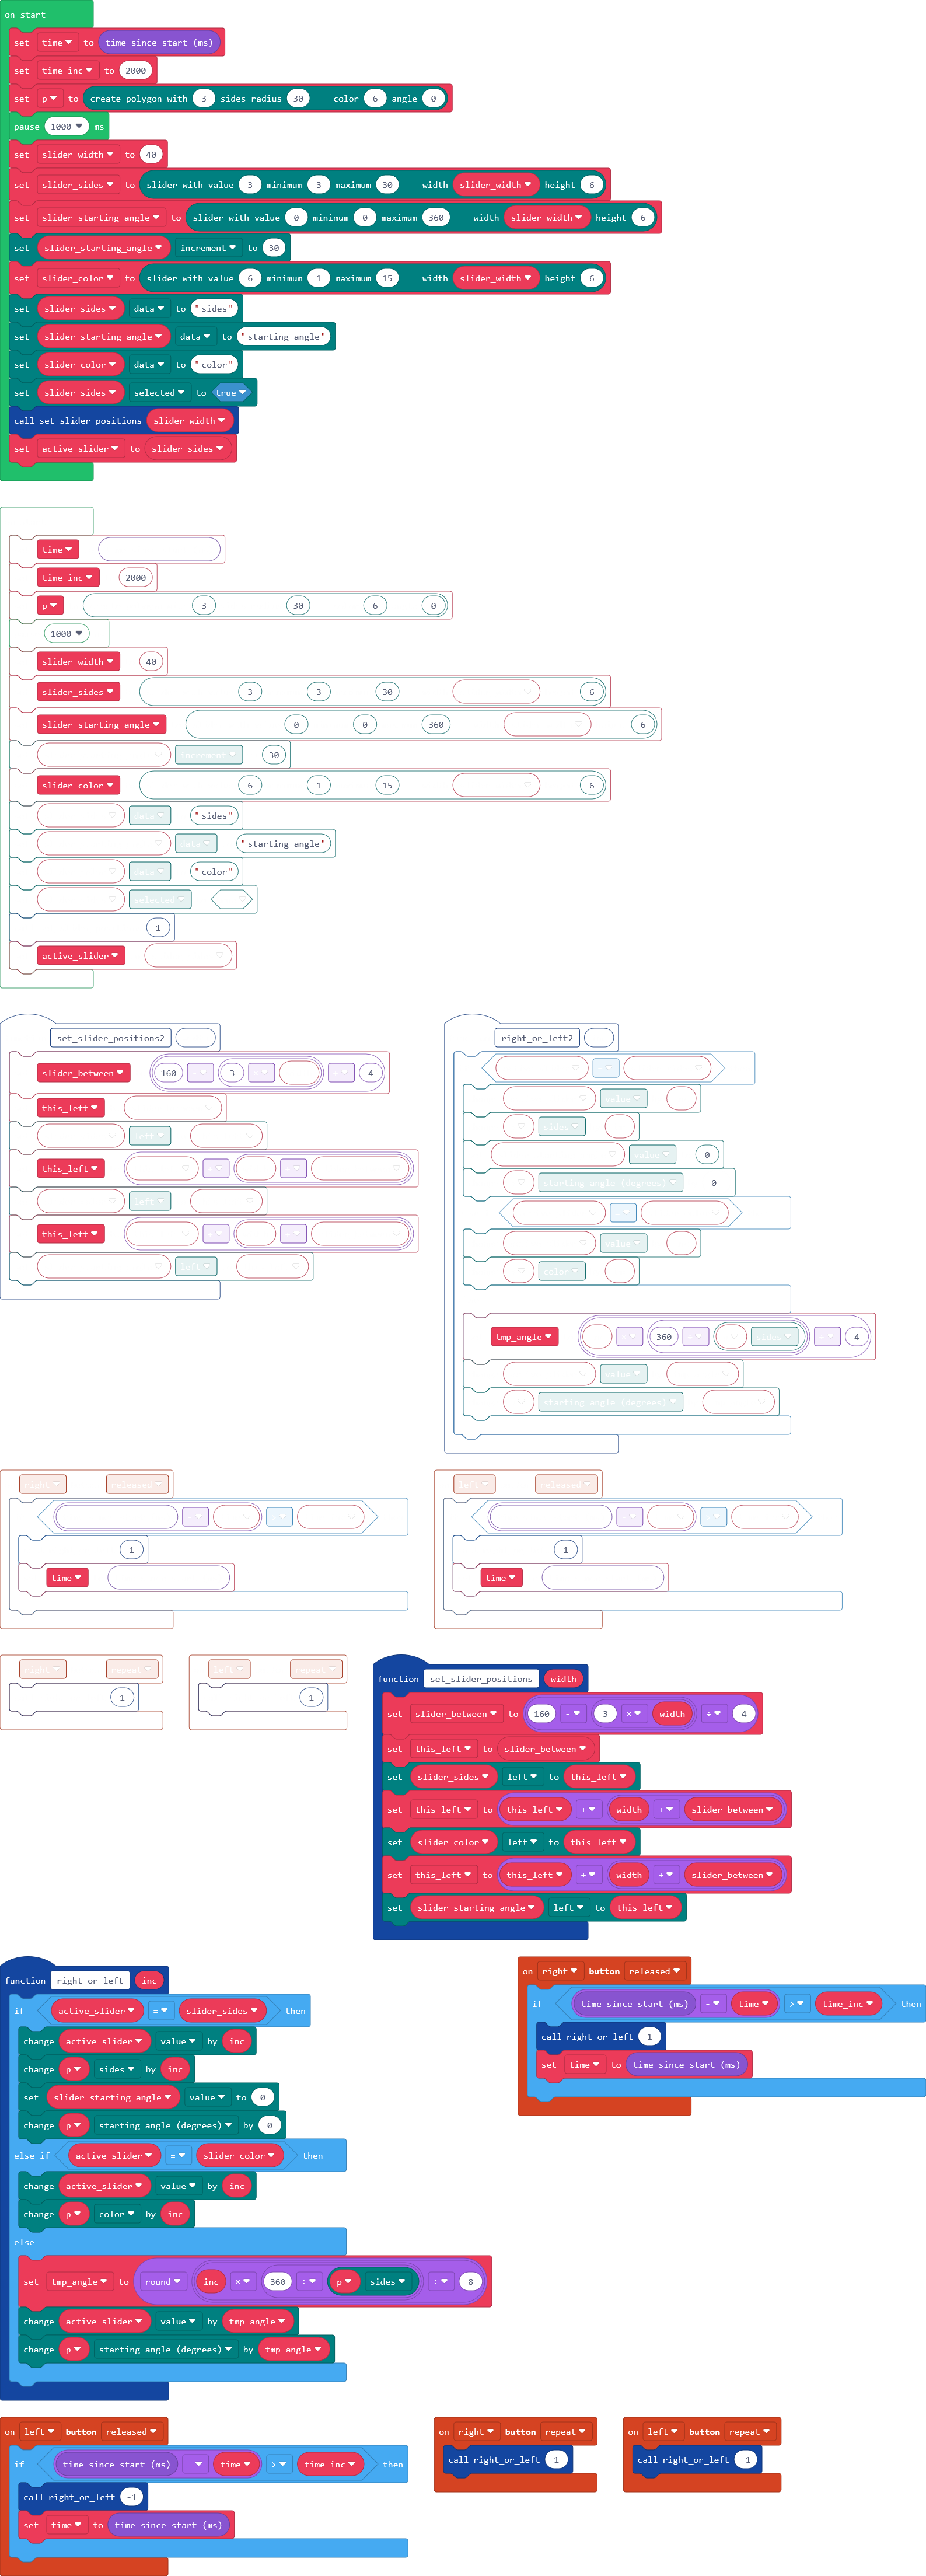 on start
set time to time since start (ms)
set time_inc to 2000
set p to create polygon with 3 sides radius 30 color 6 angle 0
pause 1000 ms
set slider_width to 40
set slider_sides to slider with value 3 minimum 3 maximum 30 width slider_width height 6
set slider_starting_angle to slider with value 0 minimum 0 maximum 360 width slider_width height 6
set slider_starting_angle increment to 30
set slider_color to slider with value 6 minimum 1 maximum 15 width slider_width height 6
set slider_sides data to "sides"
set slider_starting_angle data to "starting angle"
set slider_color data to "color"
set slider_sides selected to true
call set_slider_positions slider_width
set active_slider to slider_sides
time
time_inc 2000
p 3 30 6 0
1000
slider_width 40
slider_sides 3 3 30 6
slider_starting_angle 0 0 360 6
increment 30
slider_color 6 1 15 6
data "sides"
data "starting angle"
data "color"
selected
1
active_slider
set_slider_positions2
slider_between 160 3 4
this_left
left
this_left
left
this_left
left
right_or_left2
value
sides
value 0
starting angle (degrees) 0
value
color
tmp_angle 360 sides 4
value
starting angle (degrees)
right released
1
time
left released
1
time
right repeat
1
left repeat
1
function set_slider_positions width
set slider_between to 160 - 3 × width ÷ 4
set this_left to slider_between
set slider_sides left to this_left
set this_left to this_left + width + slider_between
set slider_color left to this_left
set this_left to this_left + width + slider_between
set slider_starting_angle left to this_left
function right_or_left inc
if active_slider = slider_sides then
change active_slider value by inc
change p sides by inc
set slider_starting_angle value to 0
change p starting angle (degrees) by 0
else if active_slider = slider_color then
change active_slider value by inc
change p color by inc
else
set tmp_angle to round inc × 360 ÷ p sides ÷ 8
change active_slider value by tmp_angle
change p starting angle (degrees) by tmp_angle
on right button released
if time since start (ms) - time > time_inc then
call right_or_left 1
set time to time since start (ms)
on left button released
if time since start (ms) - time > time_inc then
call right_or_left -1
set time to time since start (ms)
on right button repeat
call right_or_left 1
on left button repeat
call right_or_left -1